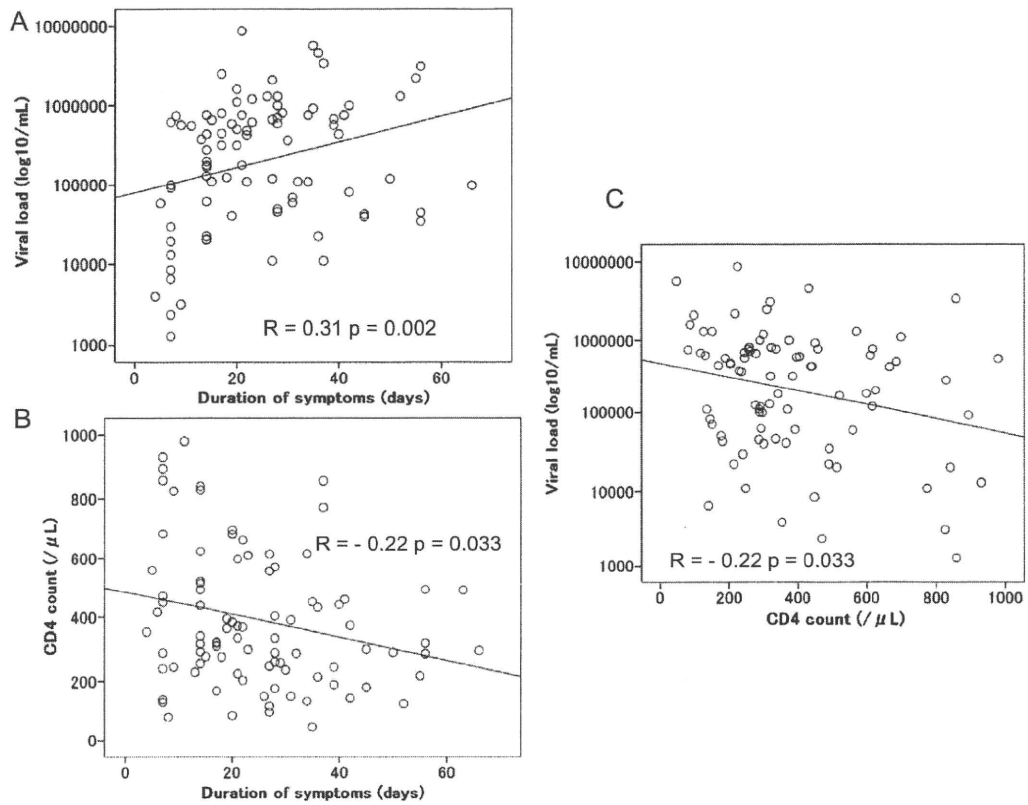 A
Viral load (log10/mL)
10000000
1000000
100000
10000
1000
R = 0.31 p = 0.002
0 20 40 60
Duration of symptoms (days)
B
CD4 count (/μL)
1000
800
600
400
200
0
R = - 0.22 p = 0.033
0 20 40 60
Duration of symptoms (days)
C
Viral load (log10/mL)
10000000
1000000
100000
10000
1000
R = - 0.22 p = 0.033
0 200 400 600 800 1000
CD4 count (/μL)